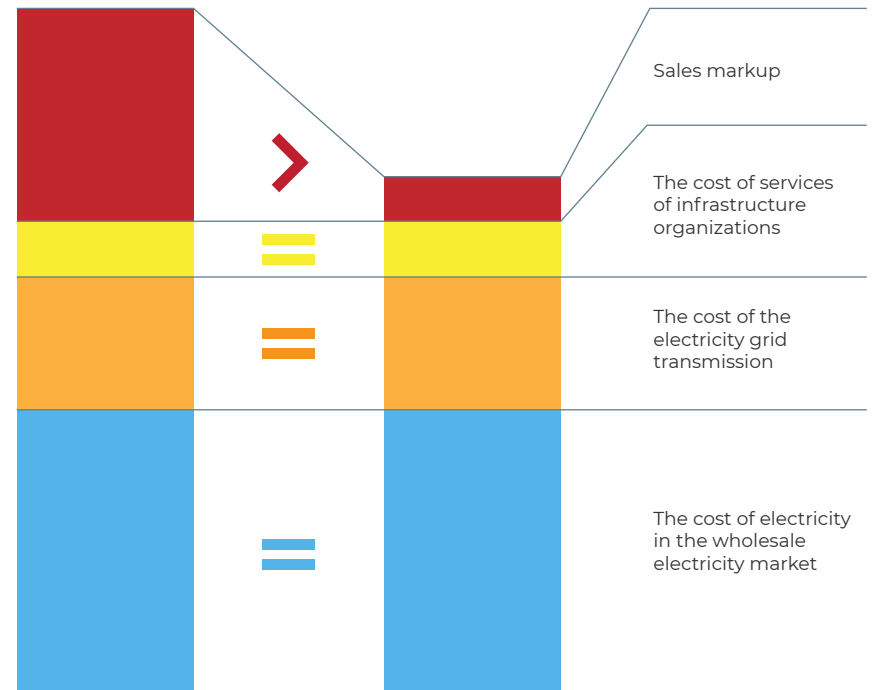 Sales markup
The cost of services
of infrastructure
organizations
The cost of the
electricity grid
transmission
The cost of electricity
in the wholesale
electricity market